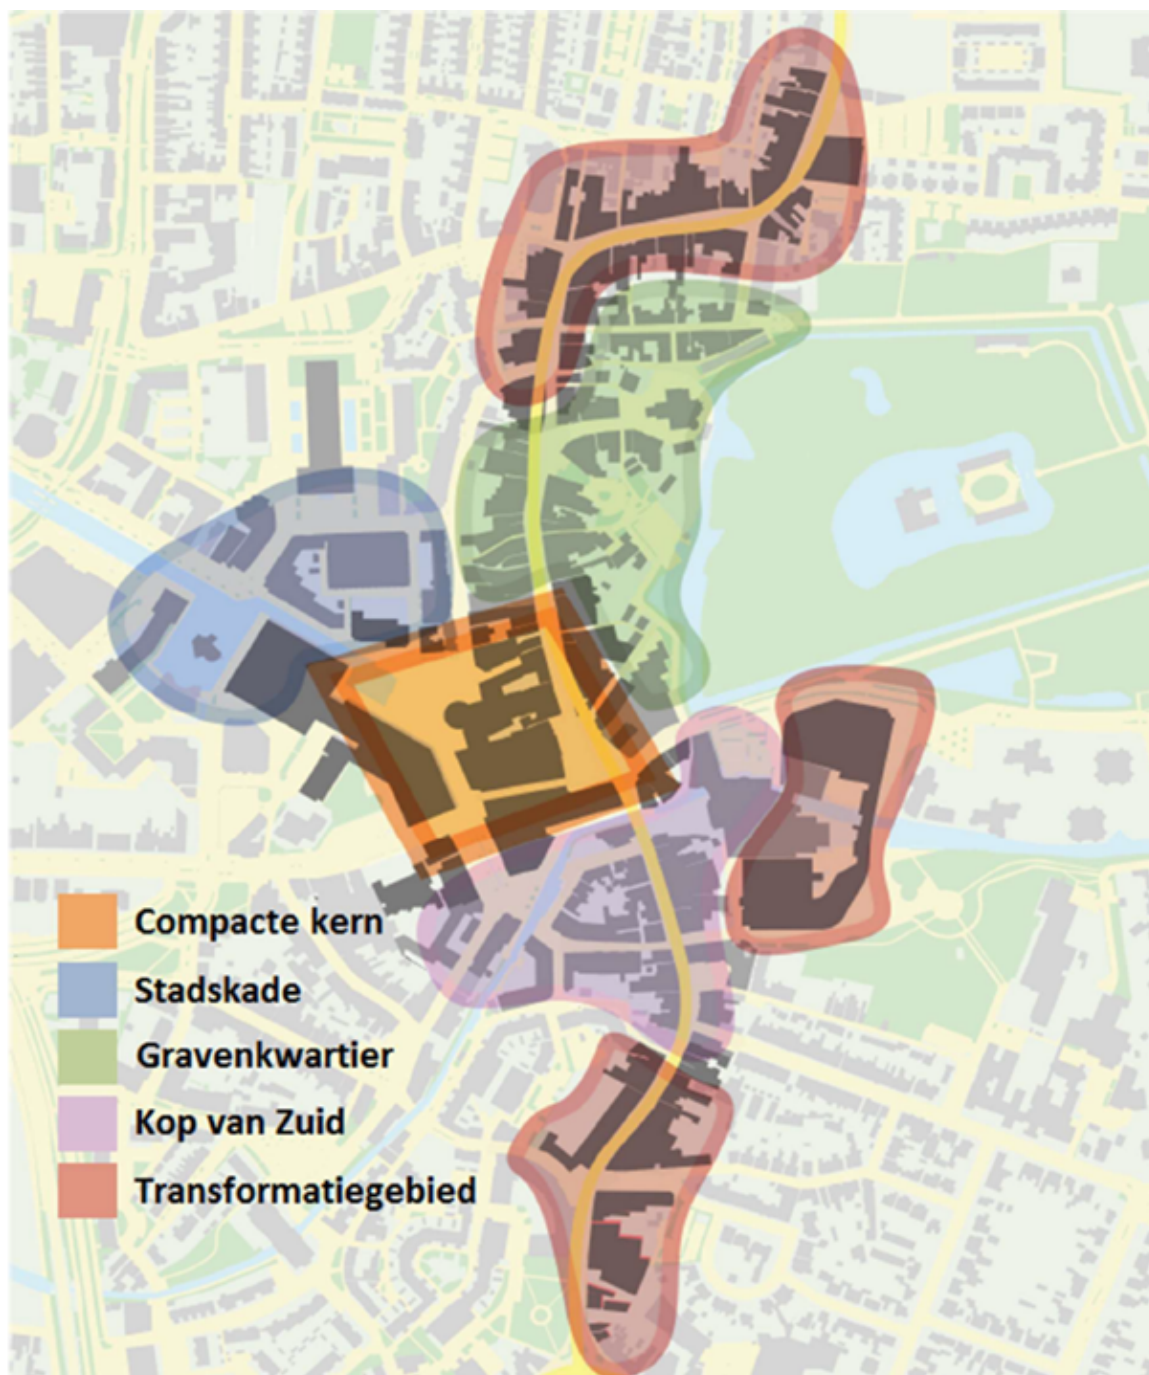 Compacte kern
Stadskade
Gravenkwartier
Kop van Zuid
Transformatiegebied